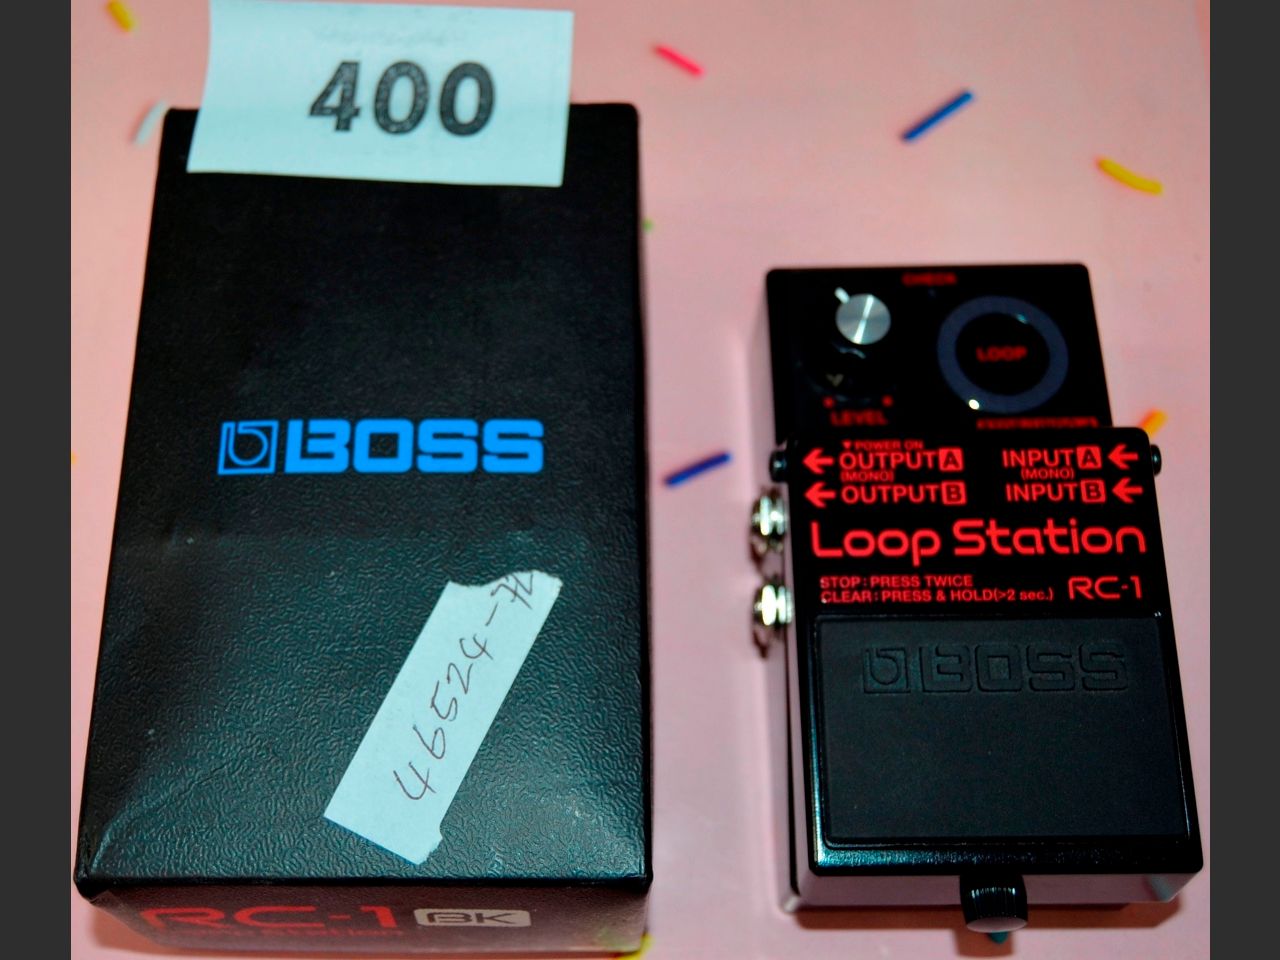 400
BOSS
46524-
RC-1 BK
CHECK
LOOP
LEVEL
▼POWER ON
OUTPUT A
(MONO)
OUTPUT B
INPUT A
(MONO)
INPUT B
Loop Station
STOP : PRESS TWICE
CLEAR : PRESS & HOLD(>2 sec.)
RC-1
BOSS